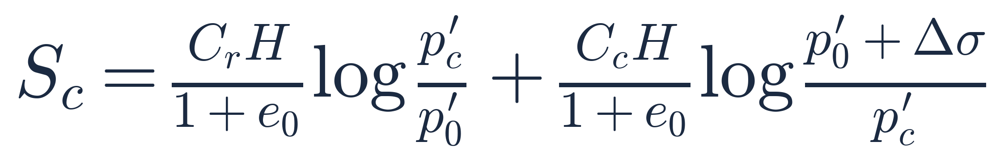 $S_c = \frac{C_r H}{1 + e_0} \log \frac{p'_c}{p'_0} + \frac{C_c H}{1 + e_0} \log \frac{p'_0 + \Delta\sigma}{p'_c}$